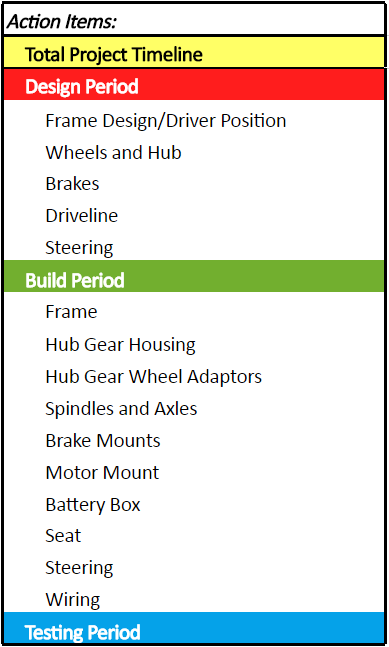 Action Items:
Total Project Timeline
Design Period
Frame Design/Driver Position
Wheels and Hub
Brakes
Driveline
Steering
Build Period
Frame
Hub Gear Housing
Hub Gear Wheel Adaptors
Spindles and Axles
Brake Mounts
Motor Mount
Battery Box
Seat
Steering
Wiring
Testing Period